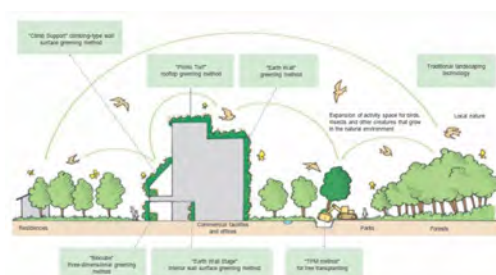 "Climb Support" climbing-type wall
surface greening method
"Picnic Turf"
rooftop greening method
"Earth Wall"
greening method
Traditional landscaping
technology
Expansion of activity space for birds,
insects and other creatures that grow
in the natural environment
Local nature
Residences
Commercial facilities
and offices
Parks
Forests
three-dimensional greening
method
"Earth Wall Stage"
interior wall surface greening method
"TPM method"
for tree transplanting